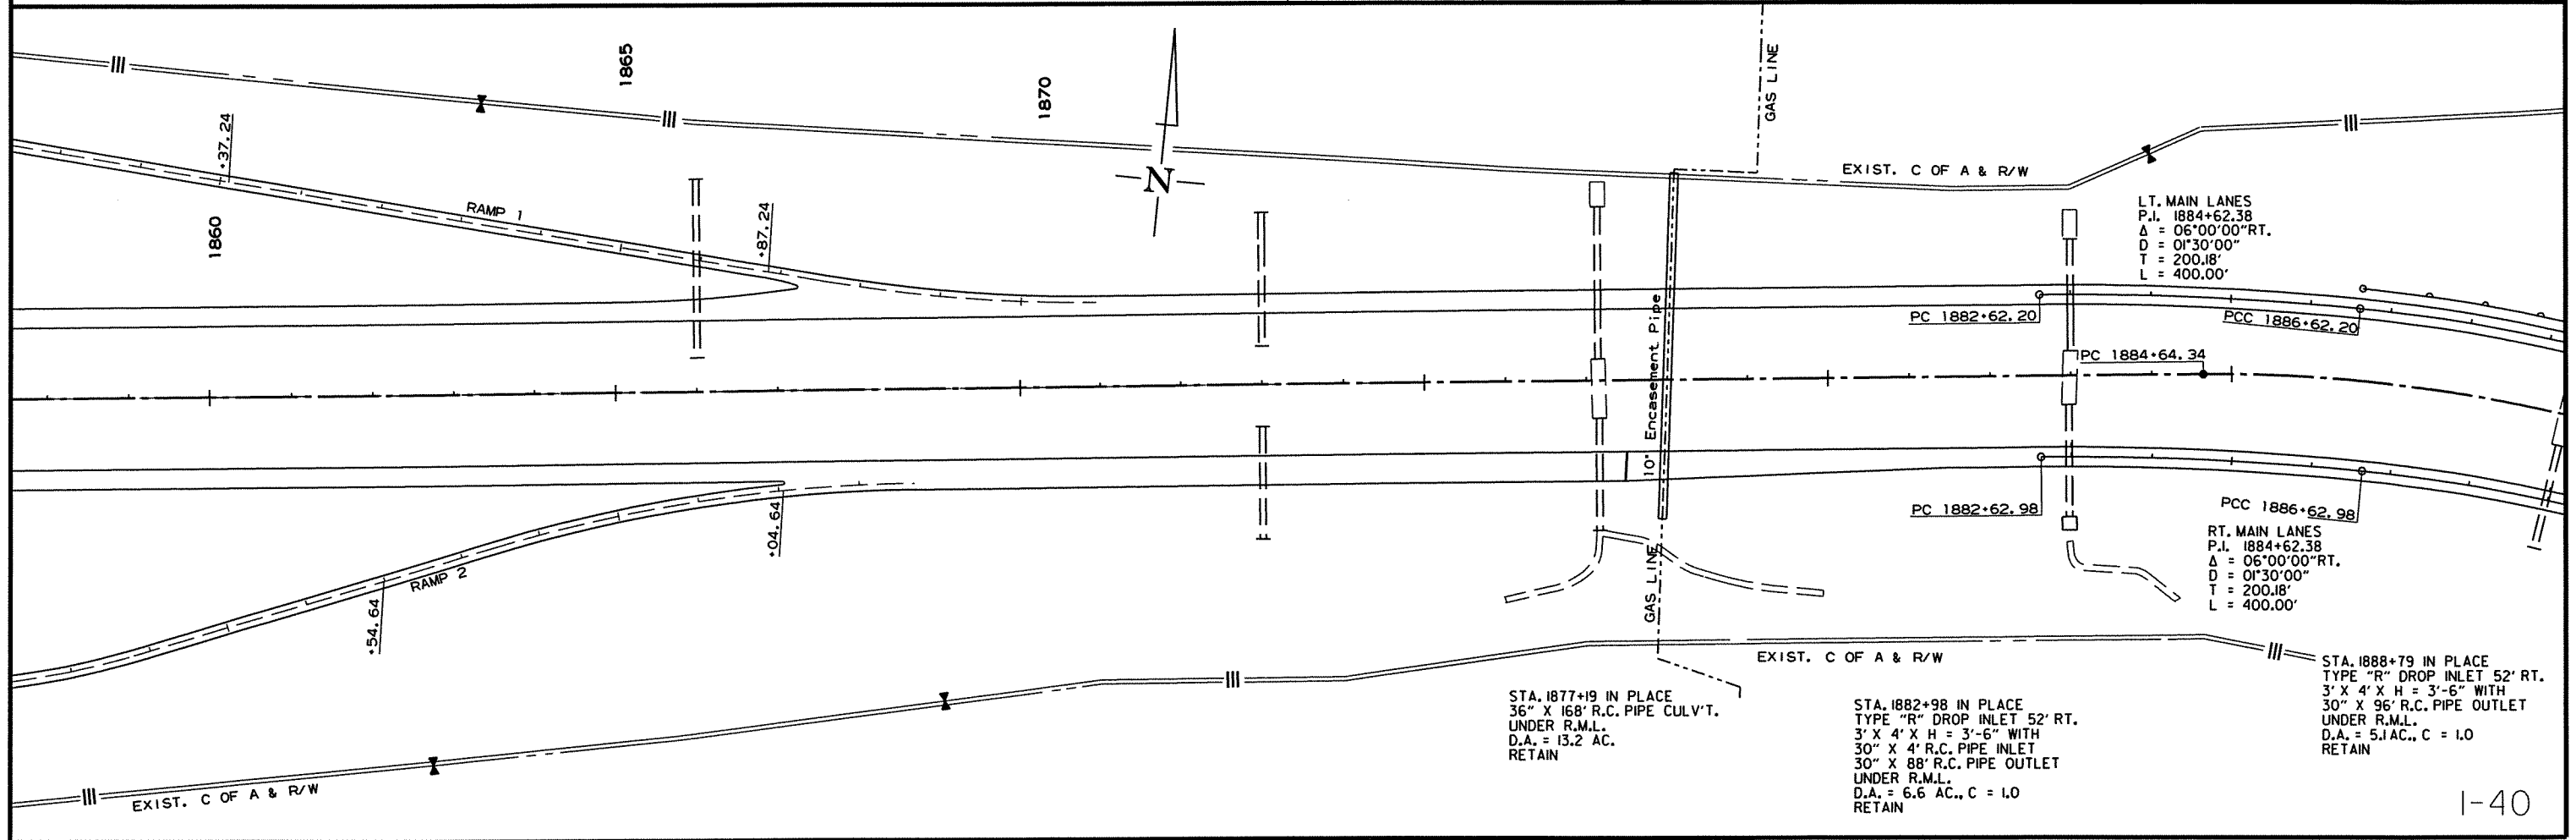 1865
1870
GAS LINE
+37.24
EXIST. C OF A & R/W
N
RAMP 1
1860
+87.24
LT. MAIN LANES
P.I. 1884+62.38
Δ = 06°00'00"RT.
D = 01°30'00"
T = 200.18'
L = 400.00'
PC 1882+62.20
PCC 1886+62.20
PC 1884+64.34
10" Encasement Pipe
+04.64
PC 1882+62.98
PCC 1886+62.98
RT. MAIN LANES
P.I. 1884+62.38
Δ = 06°00'00"RT.
D = 01°30'00"
T = 200.18'
L = 400.00'
RAMP 2
+54.64
GAS LINE
EXIST. C OF A & R/W
STA. 1877+19 IN PLACE
36" X 168' R.C. PIPE CULV'T.
UNDER R.M.L.
D.A. = 13.2 AC.
RETAIN
STA. 1882+98 IN PLACE
TYPE "R" DROP INLET 52' RT.
3' X 4' X H = 3'-6" WITH
30" X 4' R.C. PIPE INLET
30" X 88' R.C. PIPE OUTLET
UNDER R.M.L.
D.A. = 6.6 AC., C = 1.0
RETAIN
STA. 1888+79 IN PLACE
TYPE "R" DROP INLET 52' RT.
3' X 4' X H = 3'-6" WITH
30" X 96' R.C. PIPE OUTLET
UNDER R.M.L.
D.A. = 5.1 AC., C = 1.0
RETAIN
EXIST. C OF A & R/W
I-40